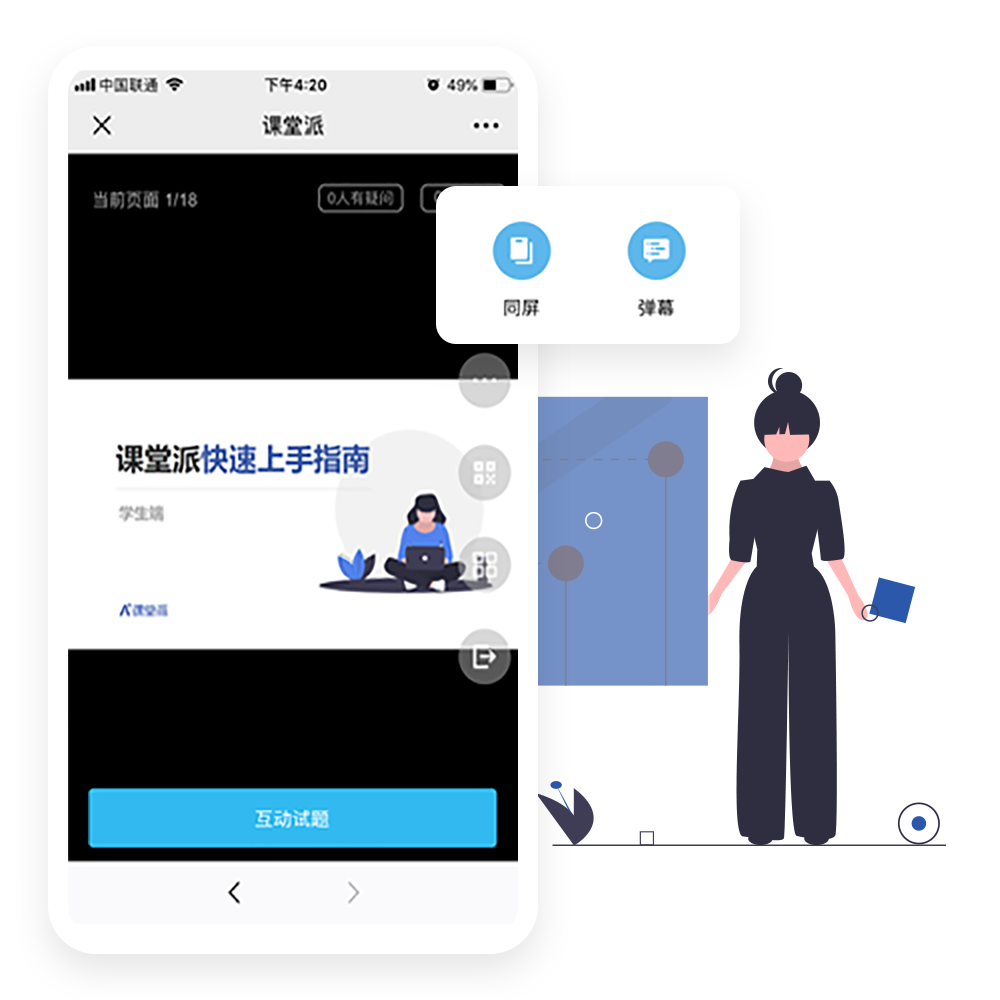 中国联通 下午4:20 49%
课堂派
当前页面 1/18 0人有疑问
同屏 弹幕
课堂派快速上手指南
学生端
课堂派
互动试题